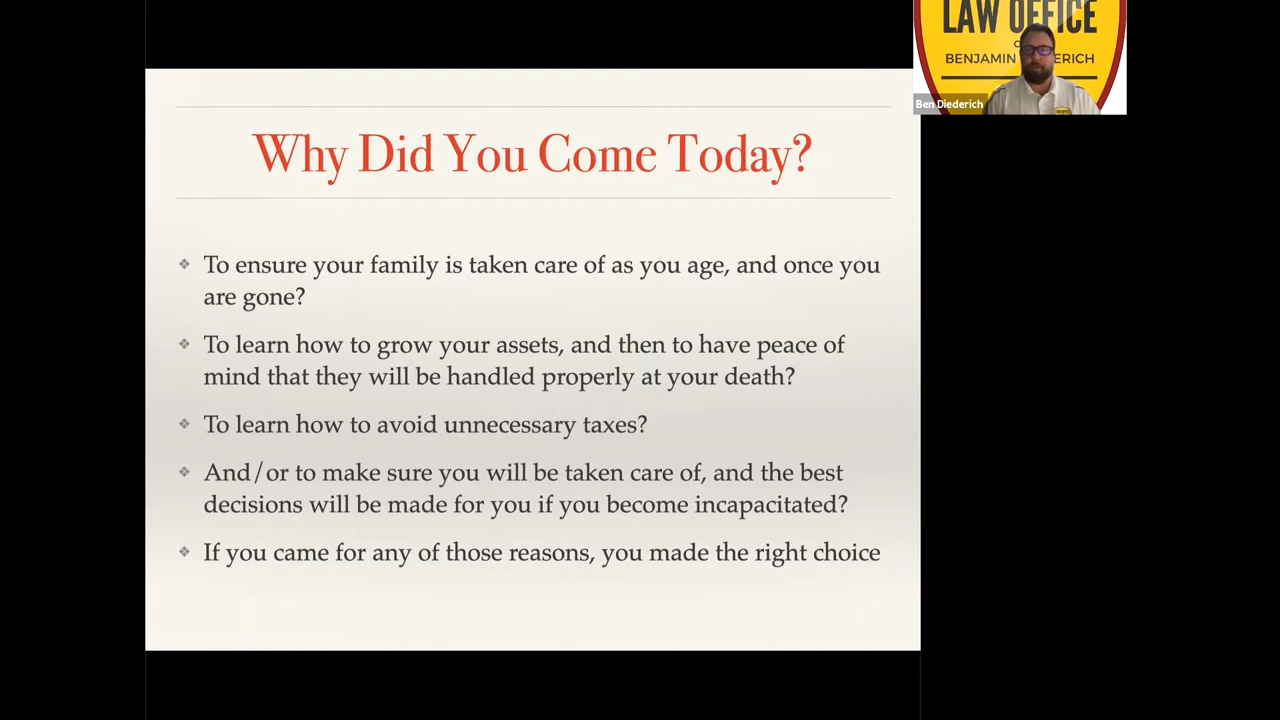 LAW OFFICE
BENJAMIN ERICH
Ben Diederich
Why Did You Come Today?
To ensure your family is taken care of as you age, and once you
are gone?
To learn how to grow your assets, and then to have peace of
mind that they will be handled properly at your death?
To learn how to avoid unnecessary taxes?
And/or to make sure you will be taken care of, and the best
decisions will be made for you if you become incapacitated?
If you came for any of those reasons, you made the right choice